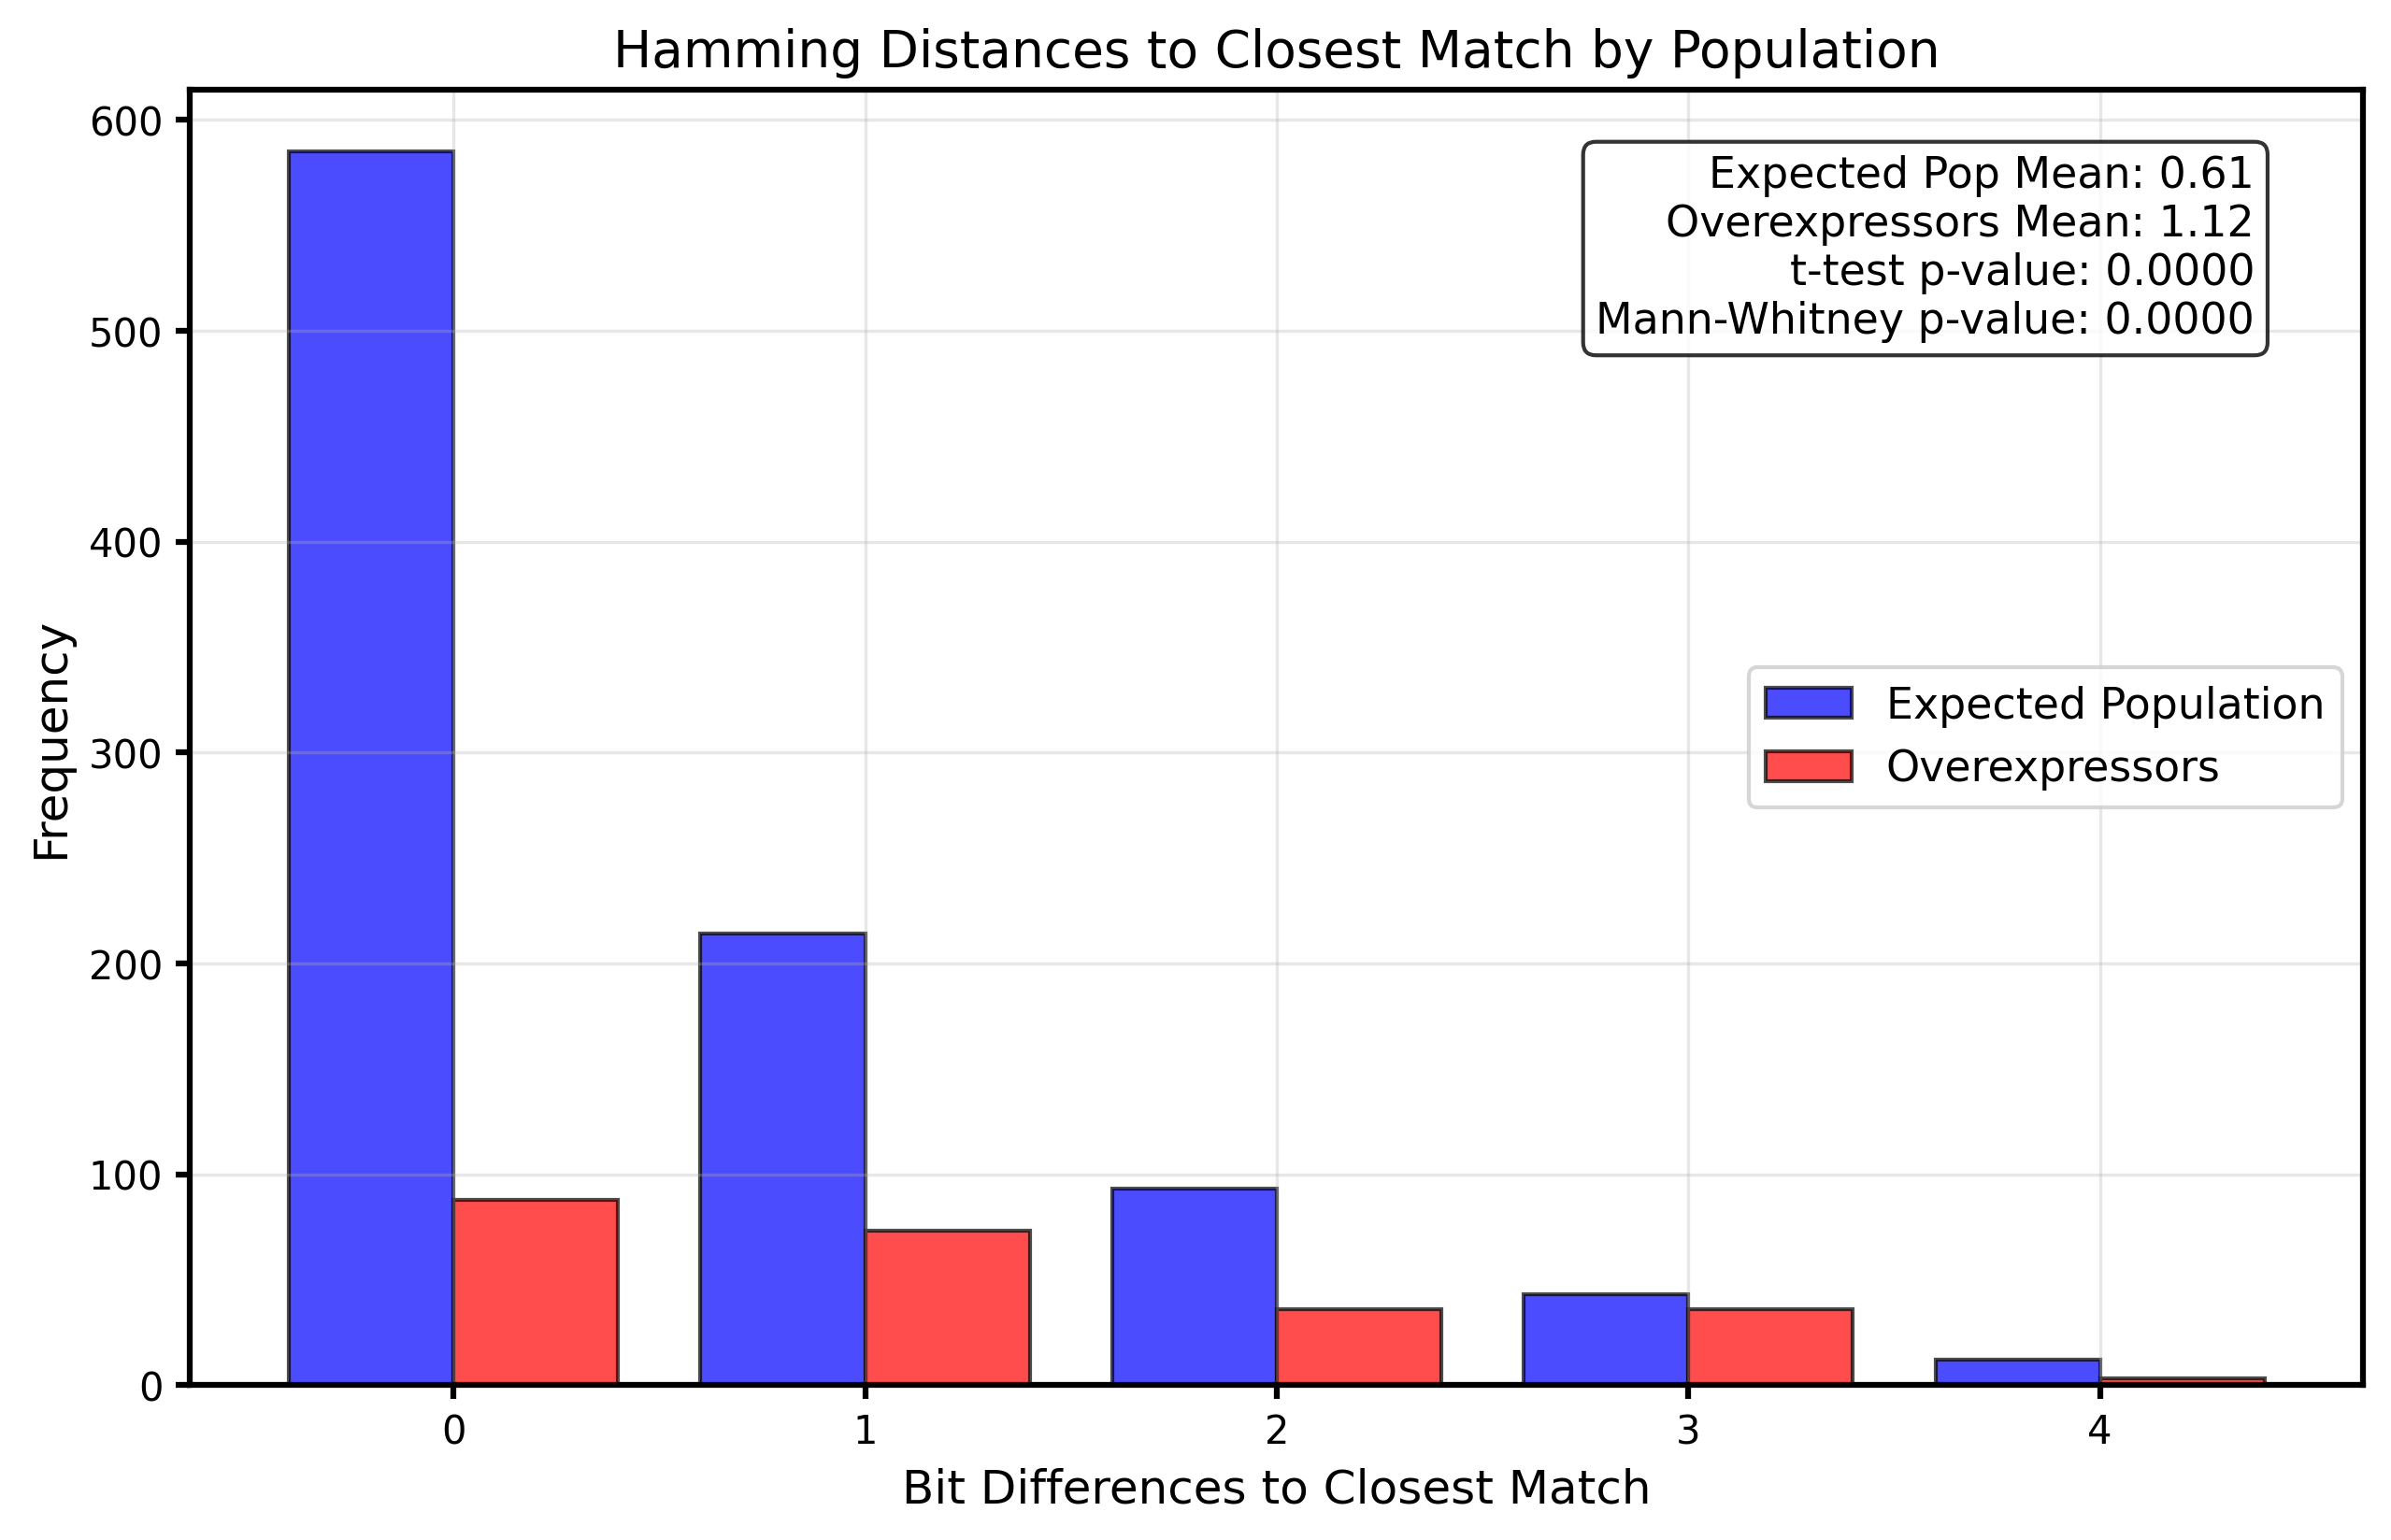 Hamming Distances to Closest Match by Population
600
500
400
300
200
100
0
Frequency
Expected Pop Mean: 0.61
Overexpressors Mean: 1.12
t-test p-value: 0.0000
Mann-Whitney p-value: 0.0000
Expected Population
Overexpressors
0 1 2 3 4
Bit Differences to Closest Match